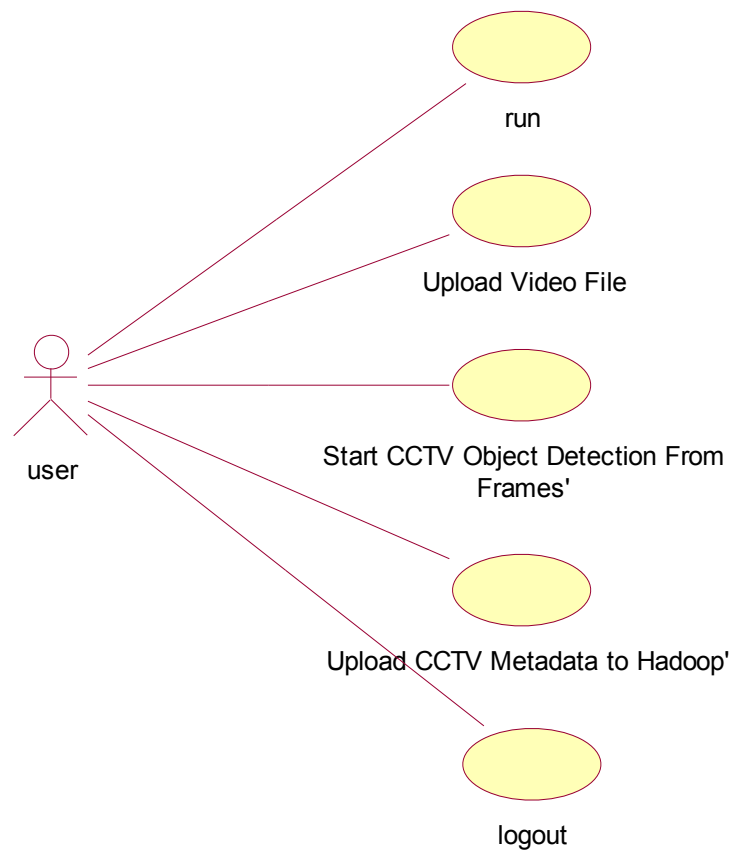 run
Upload Video File
user
Start CCTV Object Detection From
Frames'
Upload CCTV Metadata to Hadoop'
logout